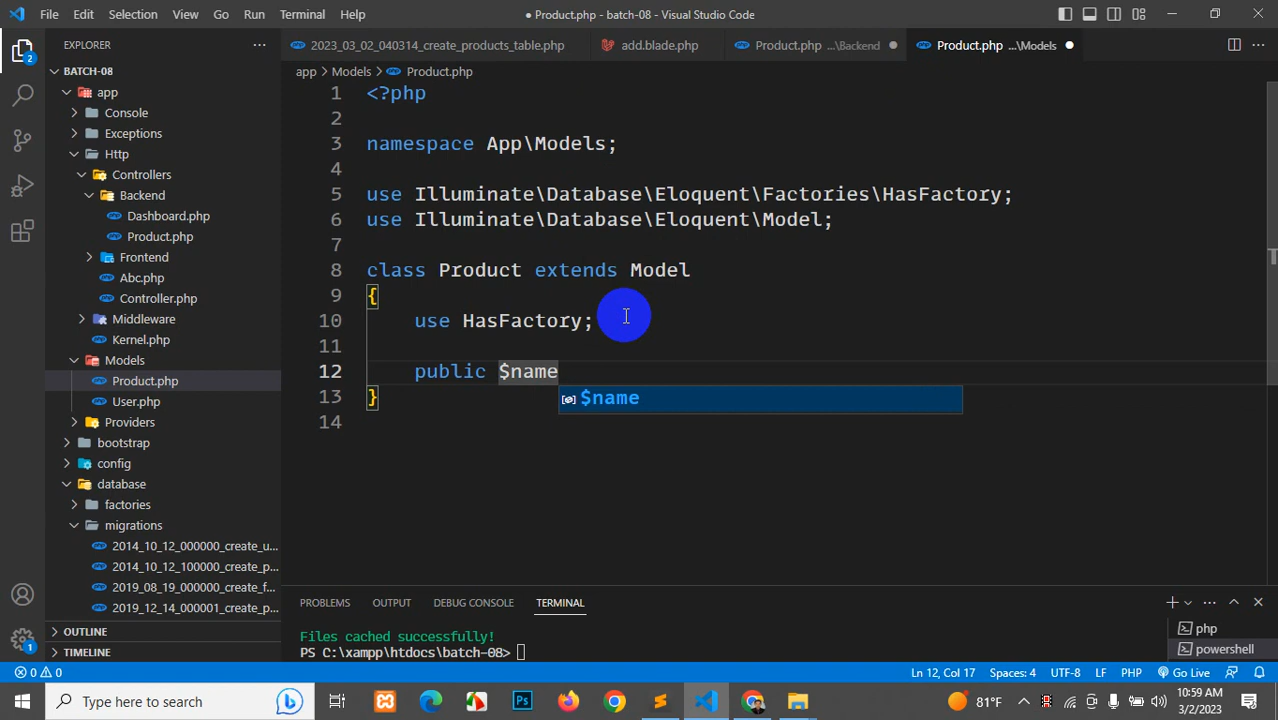 File Edit Selection View Go Run Terminal Help
Product.php - batch-08 - Visual Studio Code
EXPLORER
2
BATCH-08
app
Console
Exceptions
Http
Controllers
Backend
Dashboard.php
Product.php
Frontend
Abc.php
Controller.php
Middleware
Kernel.php
Models
Product.php
User.php
Providers
bootstrap
config
database
factories
migrations
2014_10_12_000000_create_u...
2014_10_12_100000_create_p...
2019_08_19_000000_create_f...
2019_12_14_000001_create_p...
OUTLINE
TIMELINE
1
2023_03_02_040314_create_products_table.php
add.blade.php
Product.php ...\Backend
Product.php ...\Models
app > Models > Product.php
1 <?php
2
3 namespace App\Models;
4
5 use Illuminate\Database\Eloquent\Factories\HasFactory;
6 use Illuminate\Database\Eloquent\Model;
7
8 class Product extends Model
9 {
10 use HasFactory;
11
12 public $name
$name
13 }
14
PROBLEMS OUTPUT DEBUG CONSOLE TERMINAL
Files cached successfully!
PS C:\xampp\htdocs\batch-08>
php
powershell
0 0
Ln 12, Col 17 Spaces: 4 UTF-8 LF PHP Go Live
Type here to search
Ps
81°F
10:59 AM
3/2/2023